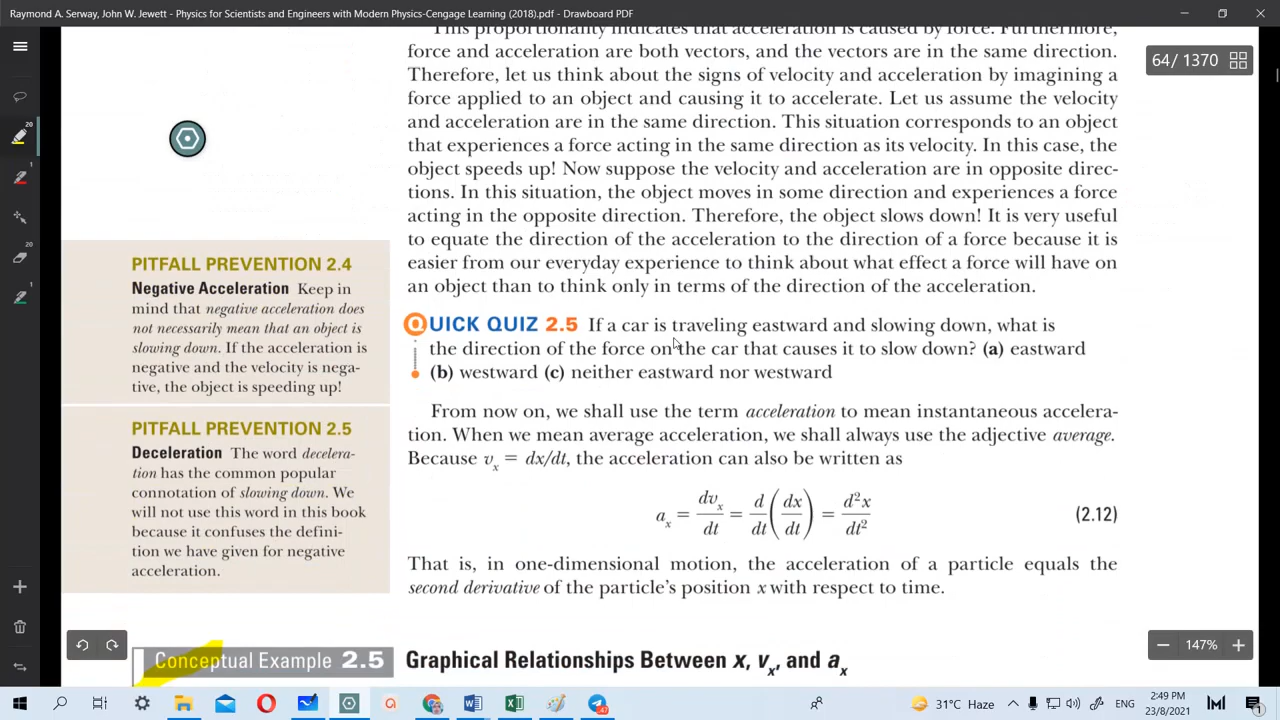 Raymond A. Serway, John W. Jewett - Physics for Scientists and Engineers with Modern Physics-Cengage Learning (2018).pdf - Drawboard PDF
64 / 1370
This proportionality indicates that acceleration is caused by force. Furthermore,
force and acceleration are both vectors, and the vectors are in the same direction.
Therefore, let us think about the signs of velocity and acceleration by imagining a
force applied to an object and causing it to accelerate. Let us assume the velocity
and acceleration are in the same direction. This situation corresponds to an object
that experiences a force acting in the same direction as its velocity. In this case, the
object speeds up! Now suppose the velocity and acceleration are in opposite direc-
tions. In this situation, the object moves in some direction and experiences a force
acting in the opposite direction. Therefore, the object slows down! It is very useful
to equate the direction of the acceleration to the direction of a force because it is
easier from our everyday experience to think about what effect a force will have on
an object than to think only in terms of the direction of the acceleration.
PITFALL PREVENTION 2.4
Negative Acceleration Keep in
mind that negative acceleration does
not necessarily mean that an object is
slowing down. If the acceleration is
negative and the velocity is nega-
tive, the object is speeding up!
PITFALL PREVENTION 2.5
Deceleration The word decelera-
tion has the common popular
connotation of slowing down. We
will not use this word in this book
because it confuses the defini-
tion we have given for negative
acceleration.
QUICK QUIZ 2.5 If a car is traveling eastward and slowing down, what is
the direction of the force on the car that causes it to slow down? (a) eastward
(b) westward (c) neither eastward nor westward
From now on, we shall use the term acceleration to mean instantaneous accelera-
tion. When we mean average acceleration, we shall always use the adjective average.
Because vₓ = dx/dt, the acceleration can also be written as
aₓ = dvₓ/dt = d/dt (dx/dt) = d²x/dt² (2.12)
That is, in one-dimensional motion, the acceleration of a particle equals the
second derivative of the particle's position x with respect to time.
Conceptual Example 2.5 Graphical Relationships Between x, vₓ, and aₓ
20
1
20
1
147%
31°C Haze
ENG
2:49 PM
23/8/2021